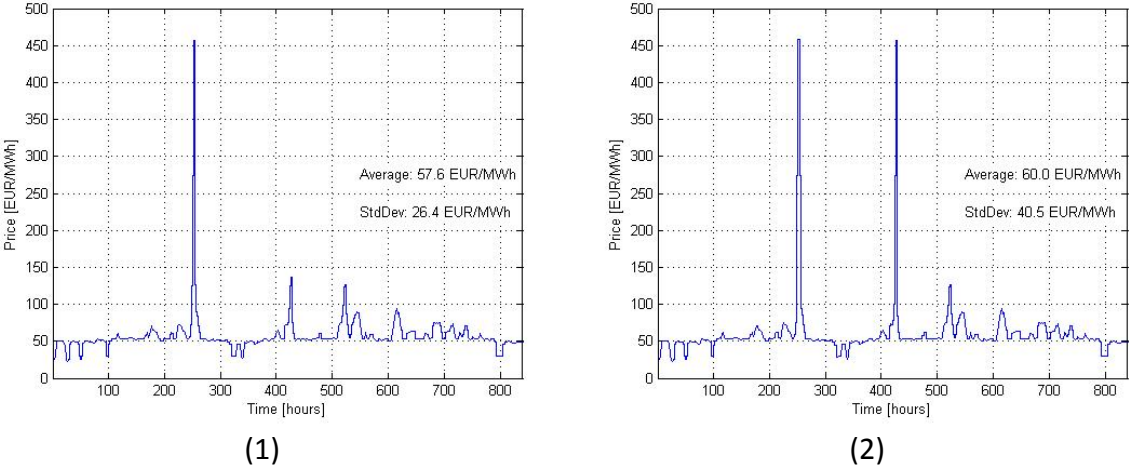 500
450
400
350
300
250
200
150
100
50
0
Price [EUR/MWh]
Average: 57.6 EUR/MWh
StdDev: 26.4 EUR/MWh
100 200 300 400 500 600 700 800
Time [hours]
(1)
500
450
400
350
300
250
200
150
100
50
0
Price [EUR/MWh]
Average: 60.0 EUR/MWh
StdDev: 40.5 EUR/MWh
100 200 300 400 500 600 700 800
Time [hours]
(2)